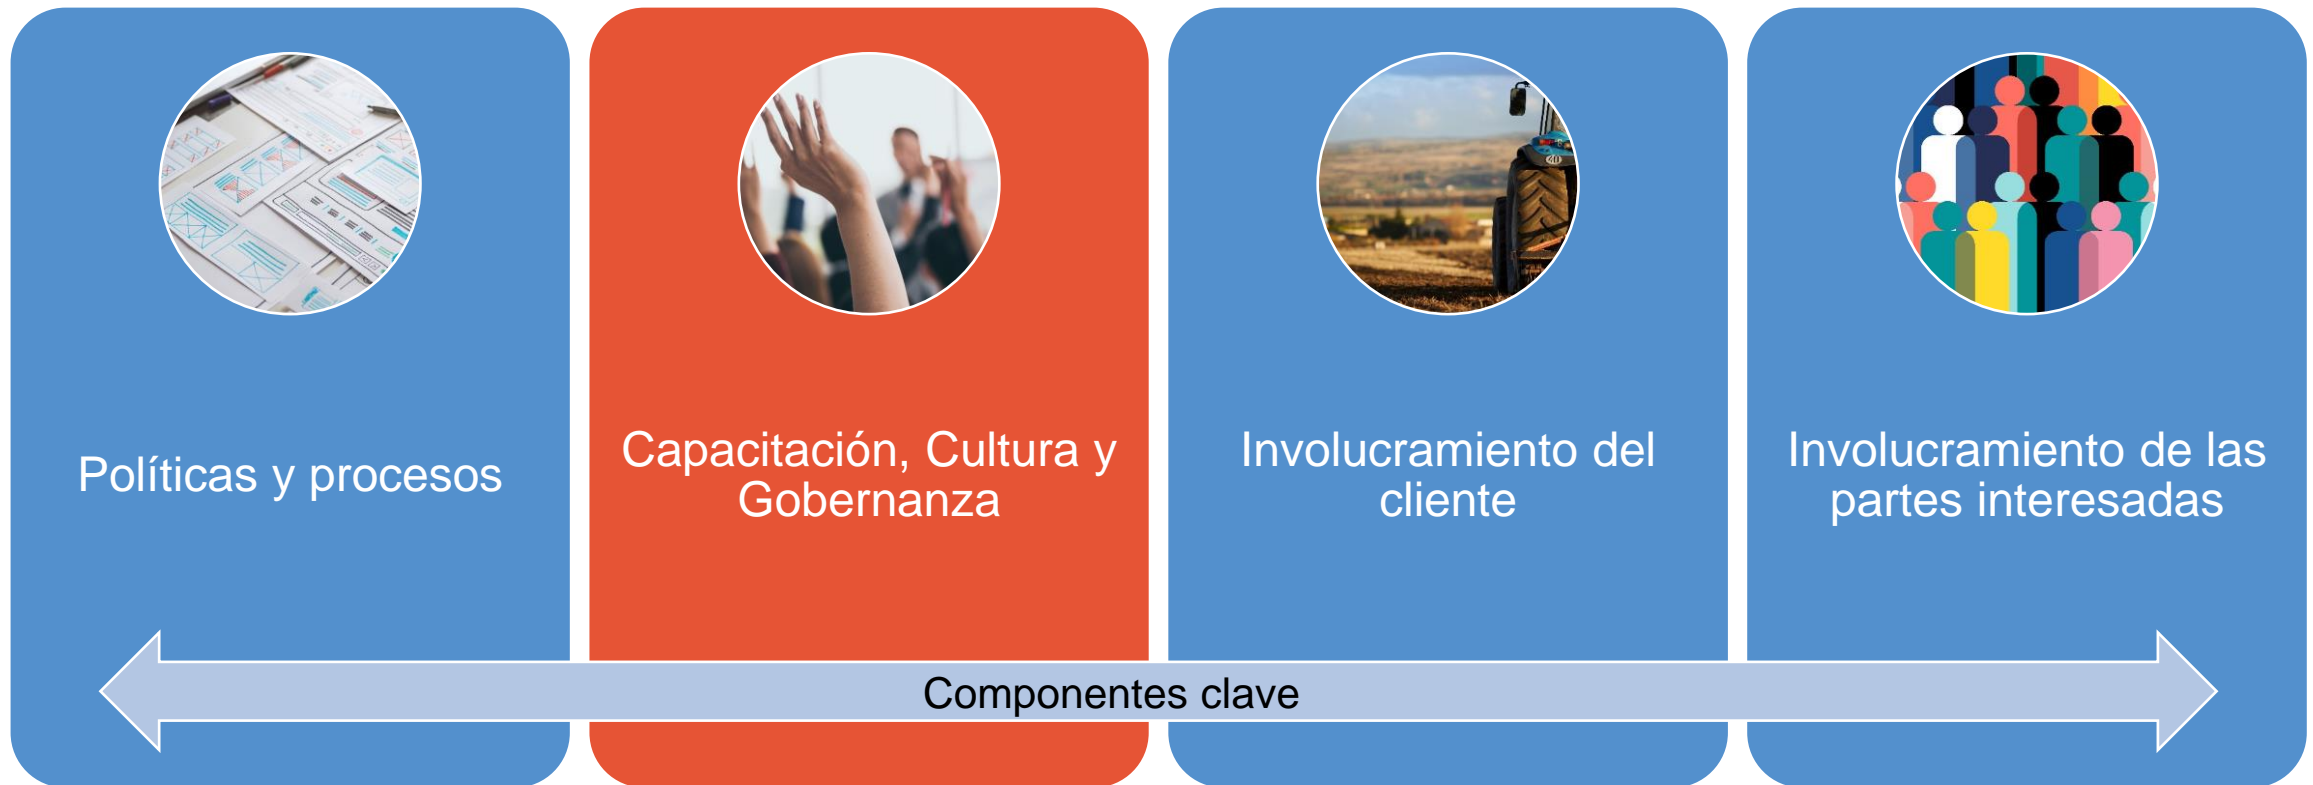 Políticas y procesos
Capacitación, Cultura y
Gobernanza
Involucramiento del
cliente
Involucramiento de las
partes interesadas
Componentes clave